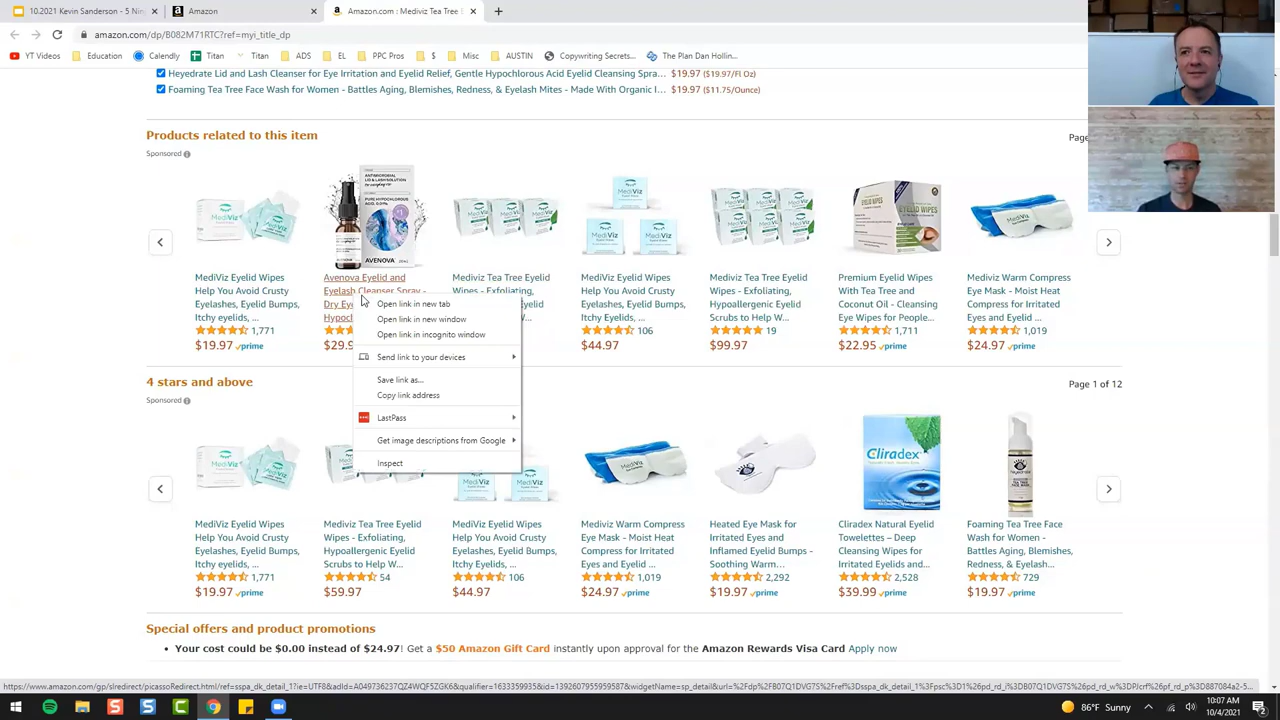 10.2021 Kevin Sanderson - 5 Nin
Amazon
Amazon.com : Mediviz Tea Tree E
amazon.com/dp/B082M71RTC?ref=myi_title_dp
YT Videos
Education
Calendly
Titan
Titan
ADS
EL
PPC Pros
$
Misc
AUSTIN
Copywriting Secrets...
The Plan Dan Hollin...
Heyedrate Lid and Lash Cleanser for Eye Irritation and Eyelid Relief, Gentle Hypochlorous Acid Eyelid Cleansing Spra... $19.97 ($19.97/Fl Oz)
Foaming Tea Tree Face Wash for Women - Battles Aging, Blemishes, Redness, & Eyelash Mites - Made With Organic I... $19.97 ($11.75/Ounce)
Products related to this item
Page
Sponsored
MediViz Eyelid Wipes
Help You Avoid Crusty
Eyelashes, Eyelid Bumps,
Itchy eyelids, ...
1,771
$19.97 prime
AVENOVA
Avenova Eyelid and
Eyelash Cleanser Spray -
Dry Ey
Hypocl
$29.9
Mediviz Tea Tree Eyelid
Wipes - Exfoliating,
MediViz Eyelid Wipes
Help You Avoid Crusty
Eyelashes, Eyelid Bumps,
Itchy eyelids, ...
106
$44.97
MediViz Tea Tree Eyelid
Wipes - Exfoliating,
Hypoallergenic Eyelid
Scrubs to Help W...
19
$99.97
Premium Eyelid Wipes
With Tea Tree and
Coconut Oil - Cleansing
Eye Wipes for People...
1,711
$22.95 prime
Mediviz Warm Compress
Eye Mask - Moist Heat
Compress for Irritated
Eyes and Eyelid ...
1,019
$24.97 prime
Open link in new tab
Open link in new window
Open link in incognito window
Send link to your devices
Save link as...
Copy link address
LastPass
Get image descriptions from Google
Inspect
4 stars and above
Page 1 of 12
Sponsored
MediViz Eyelid Wipes
Help You Avoid Crusty
Eyelashes, Eyelid Bumps,
Itchy eyelids, ...
1,771
$19.97 prime
Mediviz Tea Tree Eyelid
Wipes - Exfoliating,
Hypoallergenic Eyelid
Scrubs to Help W...
54
$59.97
MediViz Eyelid Wipes
Help You Avoid Crusty
Eyelashes, Eyelid Bumps,
Itchy eyelids, ...
106
$44.97
Mediviz Warm Compress
Eye Mask - Moist Heat
Compress for Irritated
Eyes and Eyelid ...
1,019
$24.97 prime
Heated Eye Mask for
Irritated Eyes and
Inflamed Eyelid Bumps -
Soothing Warm...
2,292
$19.97 prime
Cliradex
Cliradex Natural Eyelid
Towelettes – Deep
Cleansing Wipes for
Irritated Eyelids and...
2,528
$39.99 prime
Foaming Tea Tree Face
Wash for Women -
Battles Aging, Blemishes,
Redness, & Eyelash...
729
$19.97 prime
Special offers and product promotions
Your cost could be $0.00 instead of $24.97! Get a $50 Amazon Gift Card instantly upon approval for the Amazon Rewards Visa Card Apply now
86°F Sunny
10:07 AM
10/4/2021